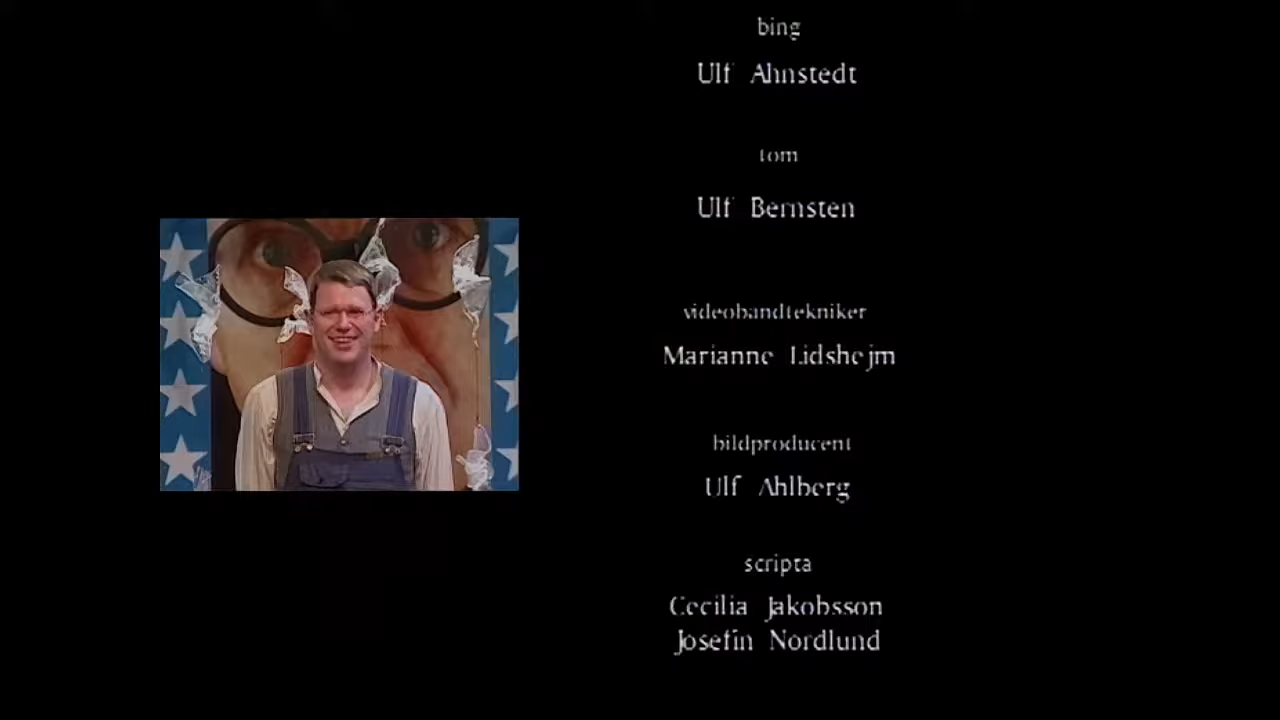 bing
Ulf Ahnstedt
tom
Ulf Bernsten
videobandtekniker
Marianne Lidshejm
bildproducent
Ulf Ahlberg
scripta
Cecilia Jakobsson
Josefin Nordlund